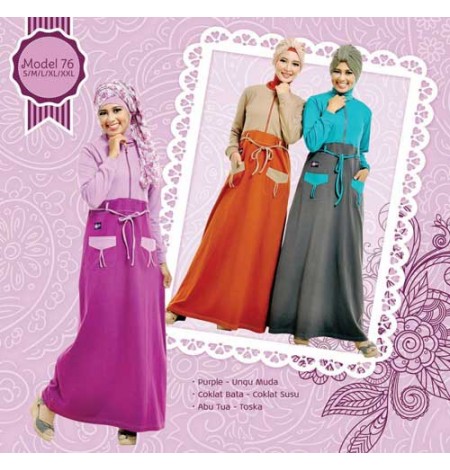 Model 76
S/M/L/XL/XXL
· Purple - Ungu Muda
· Coklat Bata - Coklat Susu
· Abu Tua - Toska